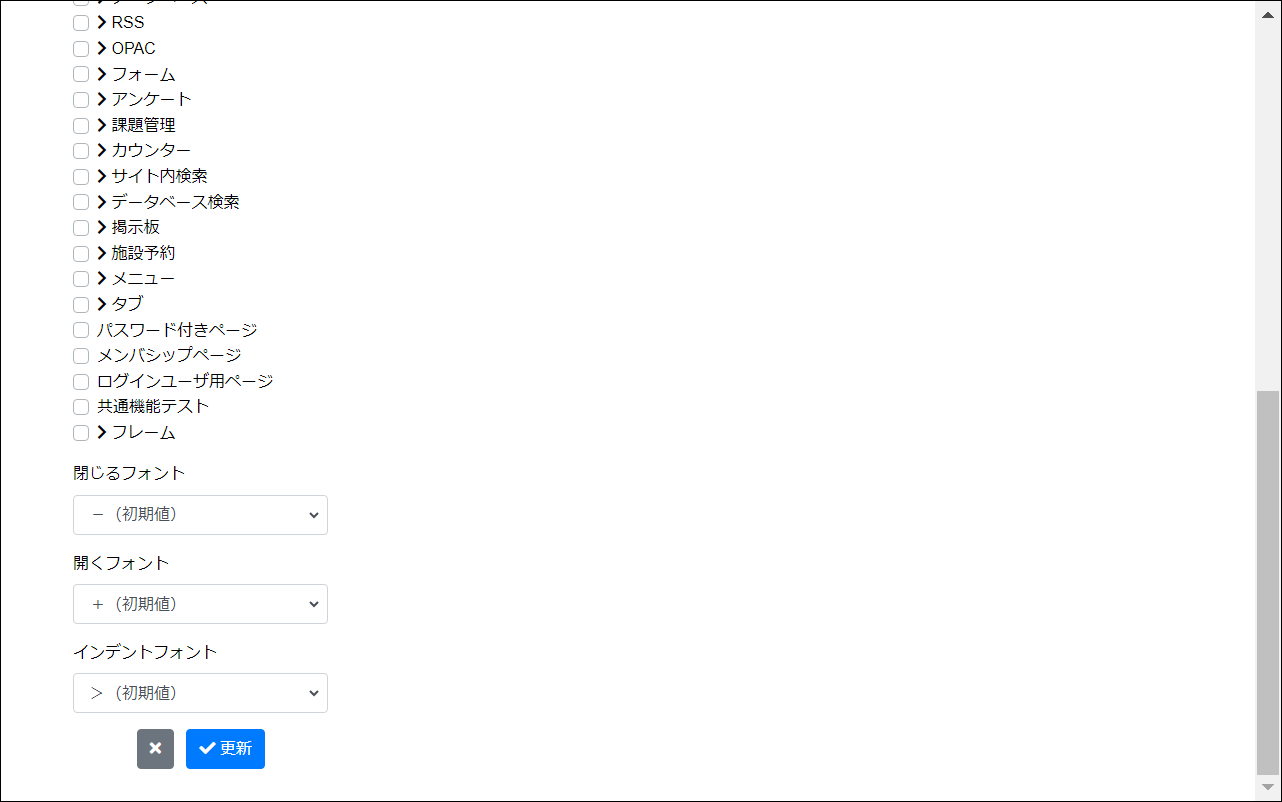 RSS
OPAC
フォーム
アンケート
課題管理
カウンター
サイト内検索
データベース検索
掲示板
施設予約
メニュー
タブ
パスワード付きページ
メンバシップページ
ログインユーザ用ページ
共通機能テスト
フレーム
閉じるフォント
－（初期値）
開くフォント
＋（初期値）
インデントフォント
＞（初期値）
更新